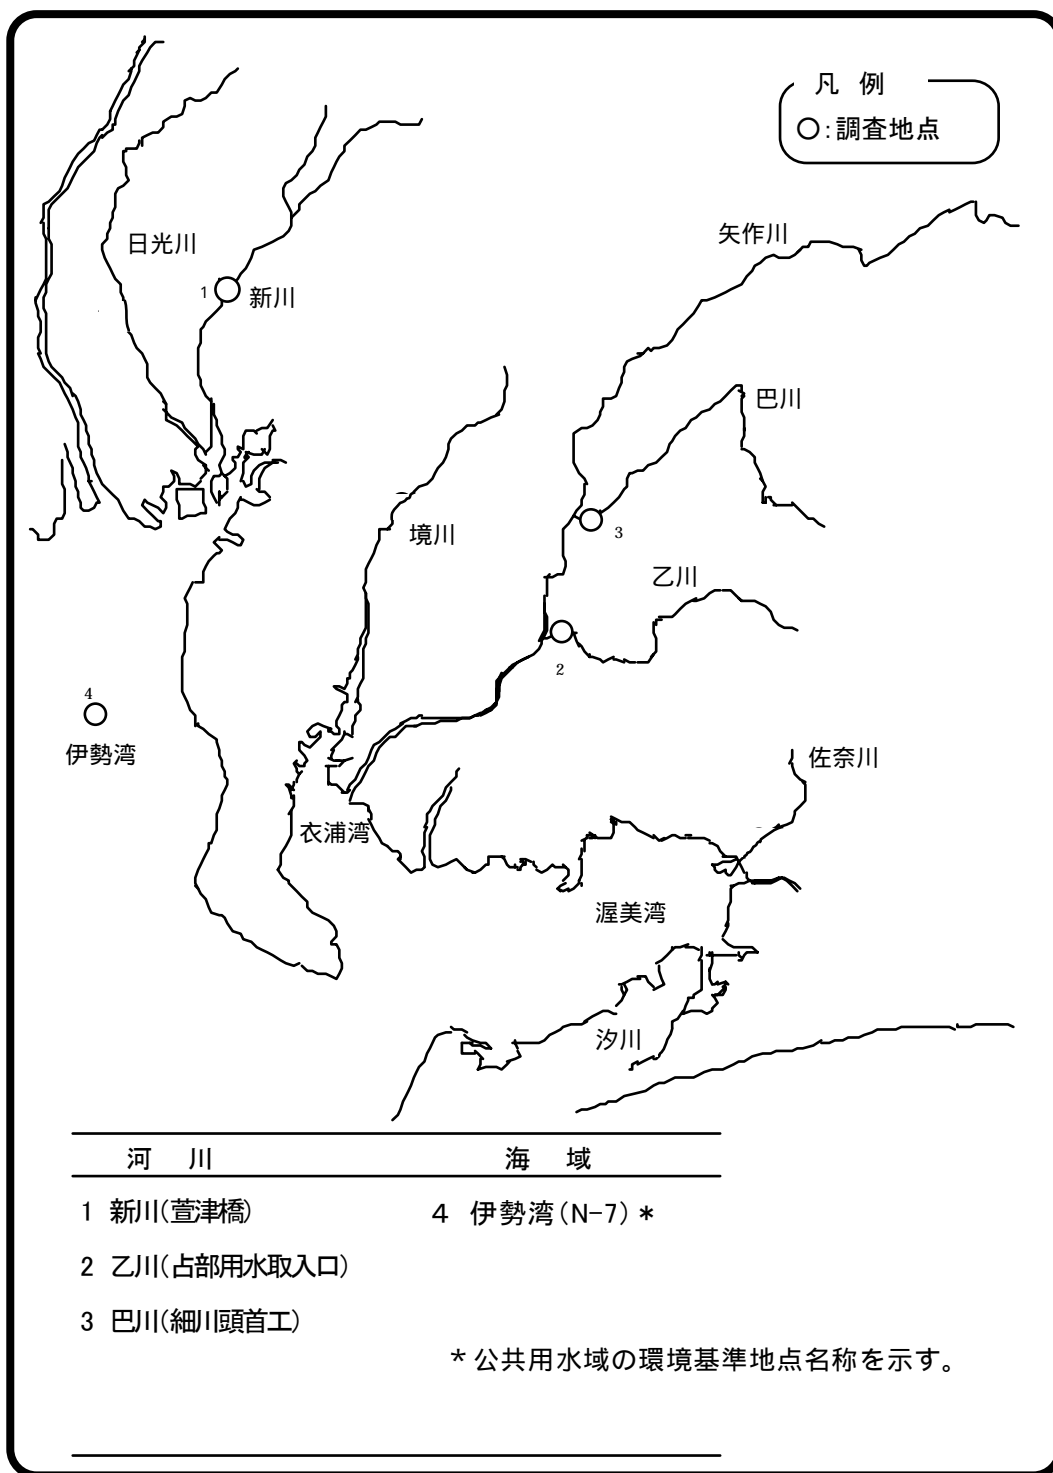 凡 例
○:調査地点
日光川
矢作川
1
新川
巴川
境川
3
乙川
2
4
伊勢湾
佐奈川
衣浦湾
渥美湾
汐川
河 川 海 域
1 新川(萱津橋) 4 伊勢湾(N-7)*
2 乙川(占部用水取入口)
3 巴川(細川頭首工)
*公共用水域の環境基準地点名称を示す。